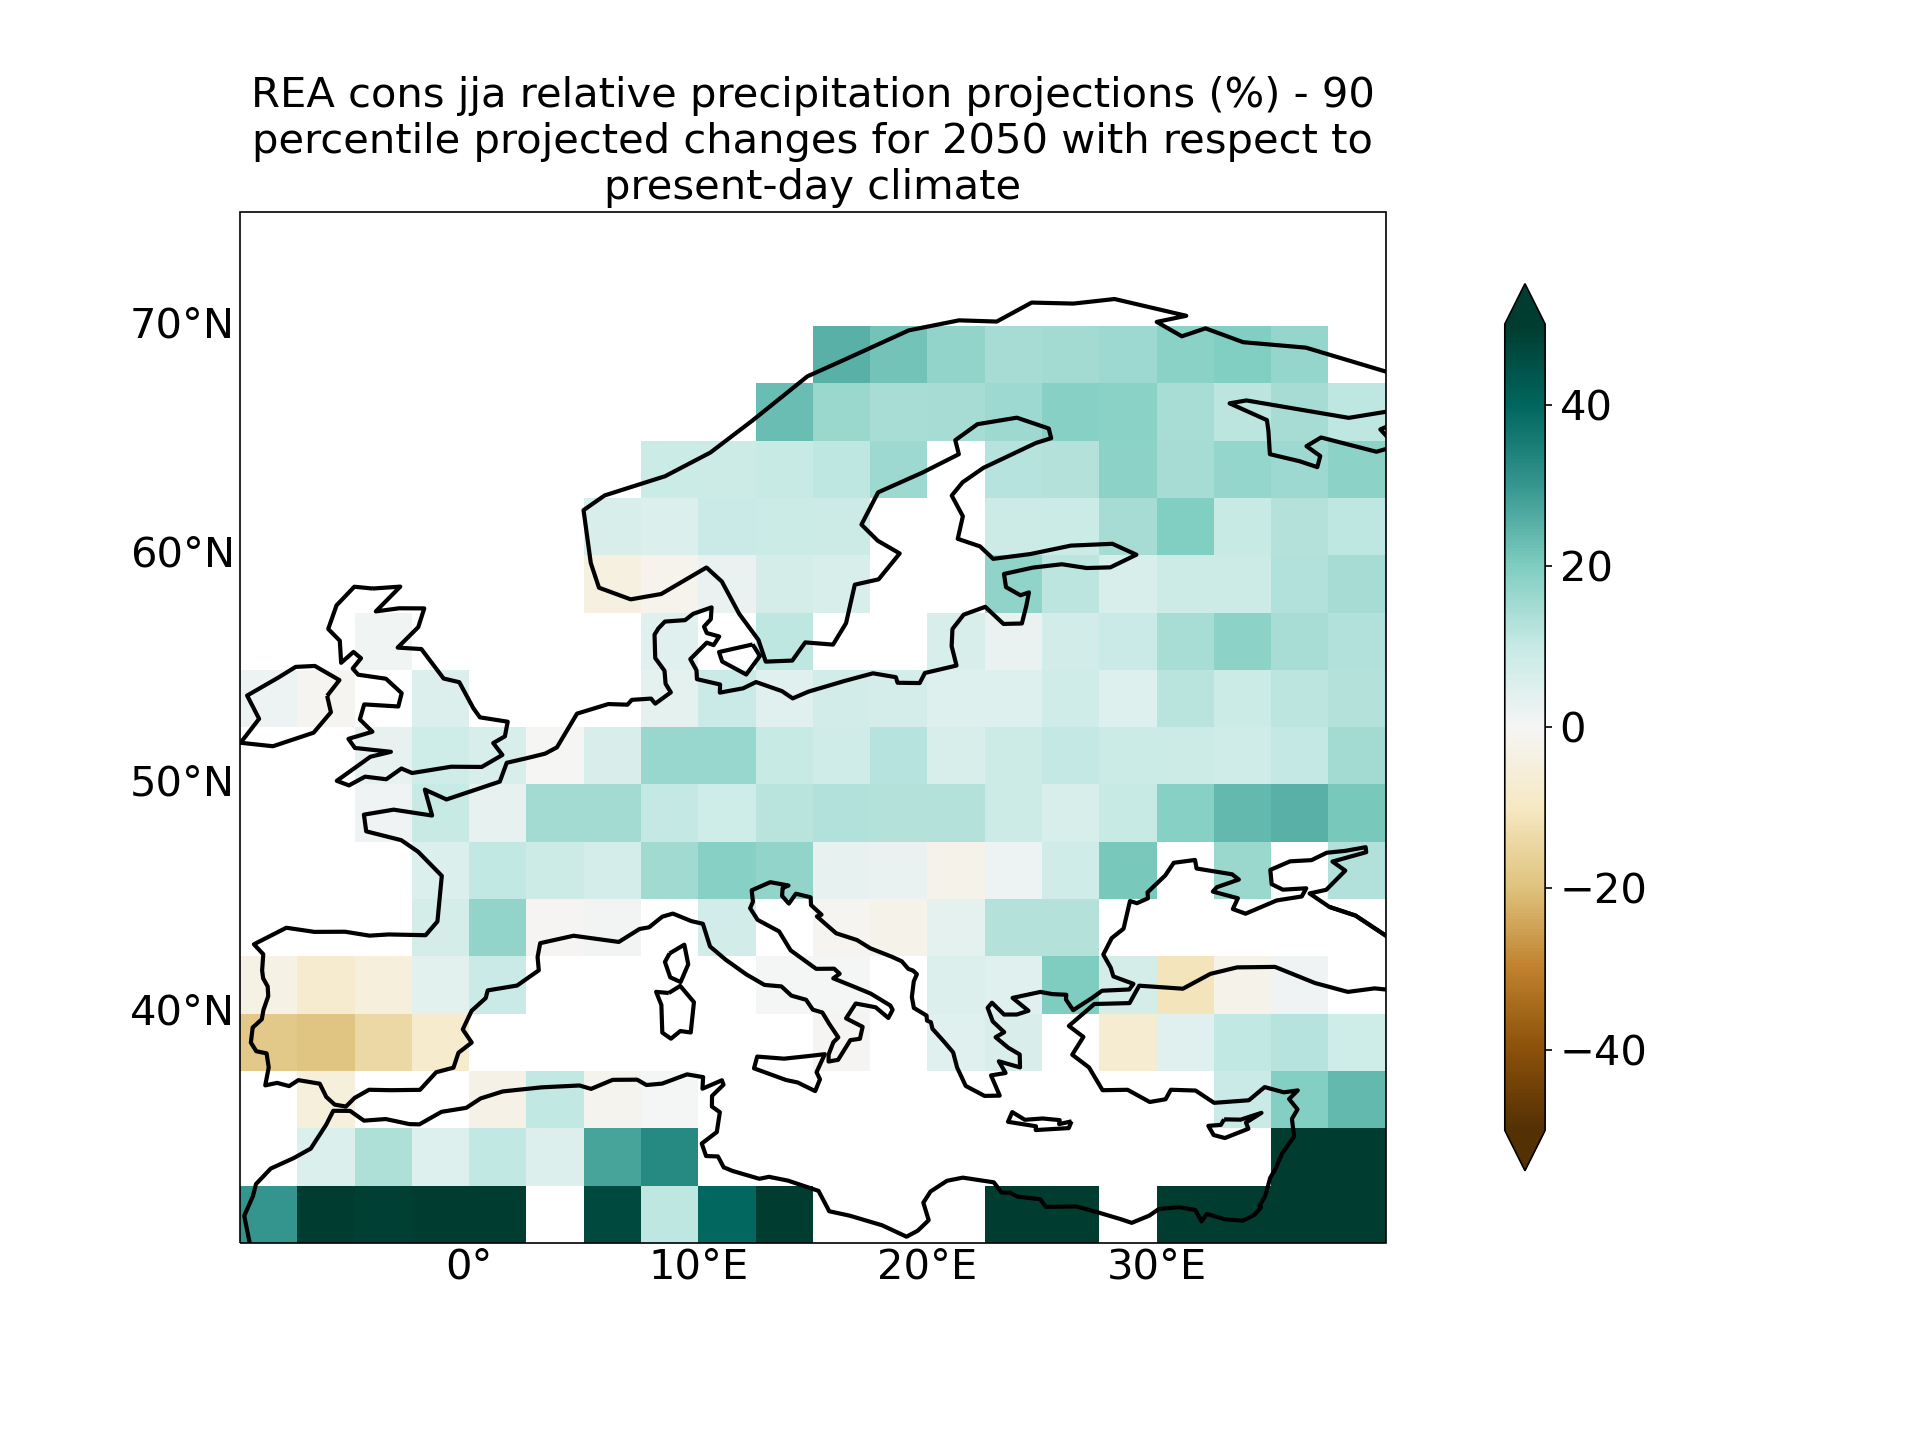 REA cons jja relative precipitation projections (%) - 90
percentile projected changes for 2050 with respect to
present-day climate
70°N
60°N
50°N
40°N
0°
10°E
20°E
30°E
40
20
0
−20
−40